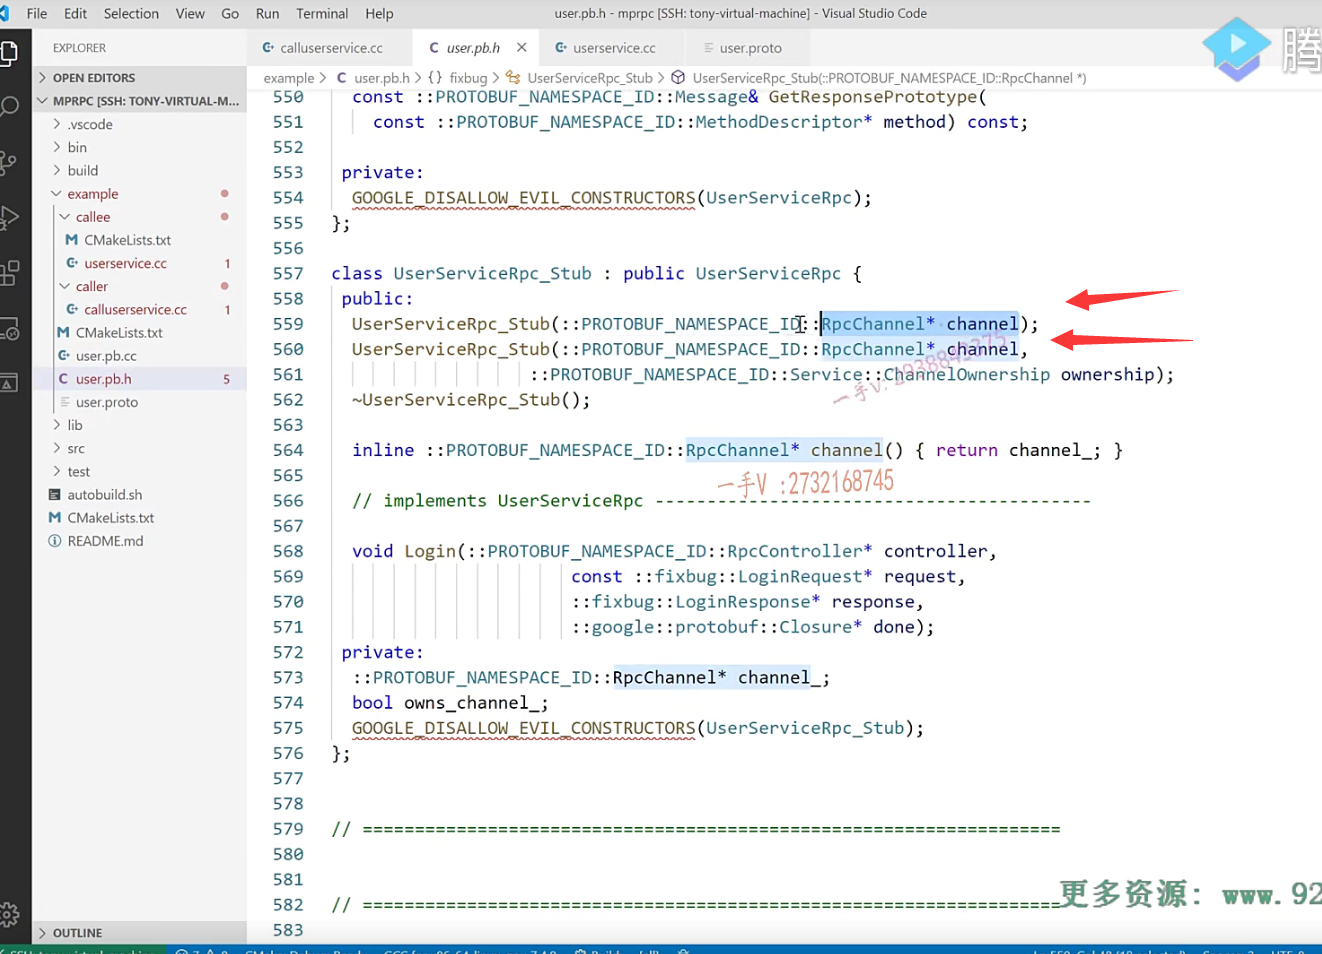 File Edit Selection View Go Run Terminal Help
user.pb.h - mprpc [SSH: tony-virtual-machine] - Visual Studio Code
EXPLORER
OPEN EDITORS
MPRPC [SSH: TONY-VIRTUAL-M...
.vscode
bin
build
example
callee
CMakeLists.txt
userservice.cc 1
caller
calluserservice.cc 1
CMakeLists.txt
user.pb.cc
user.pb.h 5
user.proto
lib
src
test
autobuild.sh
CMakeLists.txt
README.md
OUTLINE
calluserservice.cc user.pb.h userservice.cc user.proto
example > user.pb.h > {} fixbug > UserServiceRpc_Stub > UserServiceRpc_Stub(::PROTOBUF_NAMESPACE_ID::RpcChannel *)
腾
550 const ::PROTOBUF_NAMESPACE_ID::Message& GetResponsePrototype(
551 const ::PROTOBUF_NAMESPACE_ID::MethodDescriptor* method) const;
552
553 private:
554 GOOGLE_DISALLOW_EVIL_CONSTRUCTORS(UserServiceRpc);
555 };
556
557 class UserServiceRpc_Stub : public UserServiceRpc {
558 public:
559 UserServiceRpc_Stub(::PROTOBUF_NAMESPACE_ID::RpcChannel* channel);
560 UserServiceRpc_Stub(::PROTOBUF_NAMESPACE_ID::RpcChannel* channel,
561 ::PROTOBUF_NAMESPACE_ID::Service::ChannelOwnership ownership);
562 ~UserServiceRpc_Stub();
563
564 inline ::PROTOBUF_NAMESPACE_ID::RpcChannel* channel() { return channel_; }
565
一手V :2732168745
566 // implements UserServiceRpc ------------------------------------------
567
568 void Login(::PROTOBUF_NAMESPACE_ID::RpcController* controller,
569 const ::fixbug::LoginRequest* request,
570 ::fixbug::LoginResponse* response,
571 ::google::protobuf::Closure* done);
572 private:
573 ::PROTOBUF_NAMESPACE_ID::RpcChannel* channel_;
574 bool owns_channel_;
575 GOOGLE_DISALLOW_EVIL_CONSTRUCTORS(UserServiceRpc_Stub);
576 };
577
578
579 // ===================================================================
580
581
582 // ===================================================================
583
更多资源: www.92